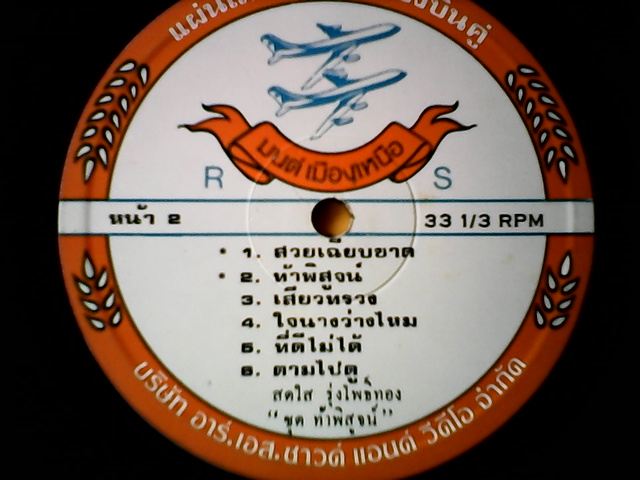 มนต์เมืองเหนือ
R S
หน้า 2 33 1/3 RPM
1. สวยเฉียบขาด
2. ท้าพิสูจน์
3. เสียวทรวง
4. ใจนางว่างไหม
5. ที่ดีไม่ได้
6. ตามไปดู
สดใส รุ่งโพธิ์ทอง
"ชุด ท้าพิสูจน์"
บริษัท อาร์.เอส.ซาวด์ แอนด์ วีดีโอ จำกัด